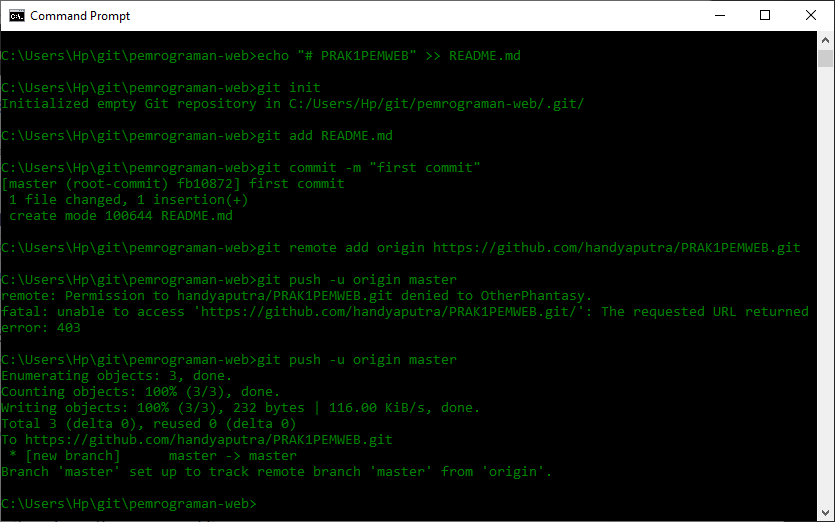 Command Prompt
C:\Users\Hp\git\pemrograman-web>echo "# PRAK1PEMWEB" >> README.md
C:\Users\Hp\git\pemrograman-web>git init
Initialized empty Git repository in C:/Users/Hp/git/pemrograman-web/.git/
C:\Users\Hp\git\pemrograman-web>git add README.md
C:\Users\Hp\git\pemrograman-web>git commit -m "first commit"
[master (root-commit) fb10872] first commit
 1 file changed, 1 insertion(+)
 create mode 100644 README.md
C:\Users\Hp\git\pemrograman-web>git remote add origin https://github.com/handyaputra/PRAK1PEMWEB.git
C:\Users\Hp\git\pemrograman-web>git push -u origin master
remote: Permission to handyaputra/PRAK1PEMWEB.git denied to OtherPhantasy.
fatal: unable to access 'https://github.com/handyaputra/PRAK1PEMWEB.git/': The requested URL returned
error: 403
C:\Users\Hp\git\pemrograman-web>git push -u origin master
Enumerating objects: 3, done.
Counting objects: 100% (3/3), done.
Writing objects: 100% (3/3), 232 bytes | 116.00 KiB/s, done.
Total 3 (delta 0), reused 0 (delta 0)
To https://github.com/handyaputra/PRAK1PEMWEB.git
 * [new branch]      master -> master
Branch 'master' set up to track remote branch 'master' from 'origin'.
C:\Users\Hp\git\pemrograman-web>